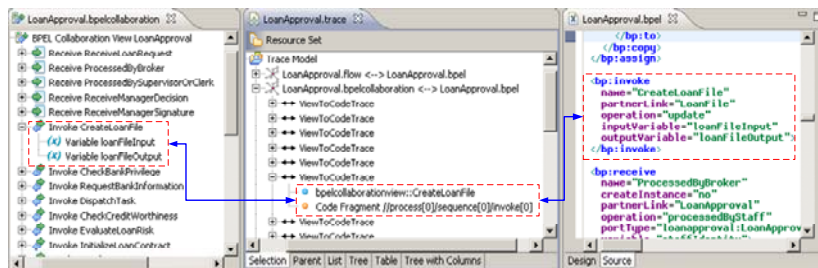 LoanApproval.bpelcollaboration
BPEL Collaboration View LoanApproval
Receive ReceiveLoanRequest
Receive ProcessedByBroker
Receive ProcessedBySupervisorOrClerk
Receive ReceiveManagerDecision
Receive ReceiveManagerSignature
Invoke CreateLoanFile
(x) Variable loanFileInput
(x) Variable loanFileOutput
Invoke CheckBankPrivilege
Invoke RequestBankInformation
Invoke DispatchTask
Invoke CheckCreditWorthiness
Invoke EvaluateLoanRisk
Invoke InitializeLoanContract
LoanApproval.trace
Resource Set
Trace Model
LoanApproval.flow <--> LoanApproval.bpel
LoanApproval.bpelcollaboration <--> LoanApproval.bpel
ViewToCodeTrace
ViewToCodeTrace
ViewToCodeTrace
ViewToCodeTrace
ViewToCodeTrace
ViewToCodeTrace
bpelcollaborationview::CreateLoanFile
Code Fragment //process[0]/sequence[0]/invoke[0]
ViewToCodeTrace
ViewToCodeTrace
Selection Parent List Tree Table Tree with Columns
LoanApproval.bpel
</bp:to>
</bp:copy>
</bp:assign>
<bp:invoke
name="CreateLoanFile"
partnerLink="LoanFile"
operation="update"
inputVariable="loanFileInput"
outputVariable="loanFileOutput">
</bp:invoke>
<bp:receive
name="ProcessedByBroker"
createInstance="no"
partnerLink="LoanApproval"
operation="processedByStaff"
portType="loanapproval:LoanApprov
variable="staffIdentity">
Design Source